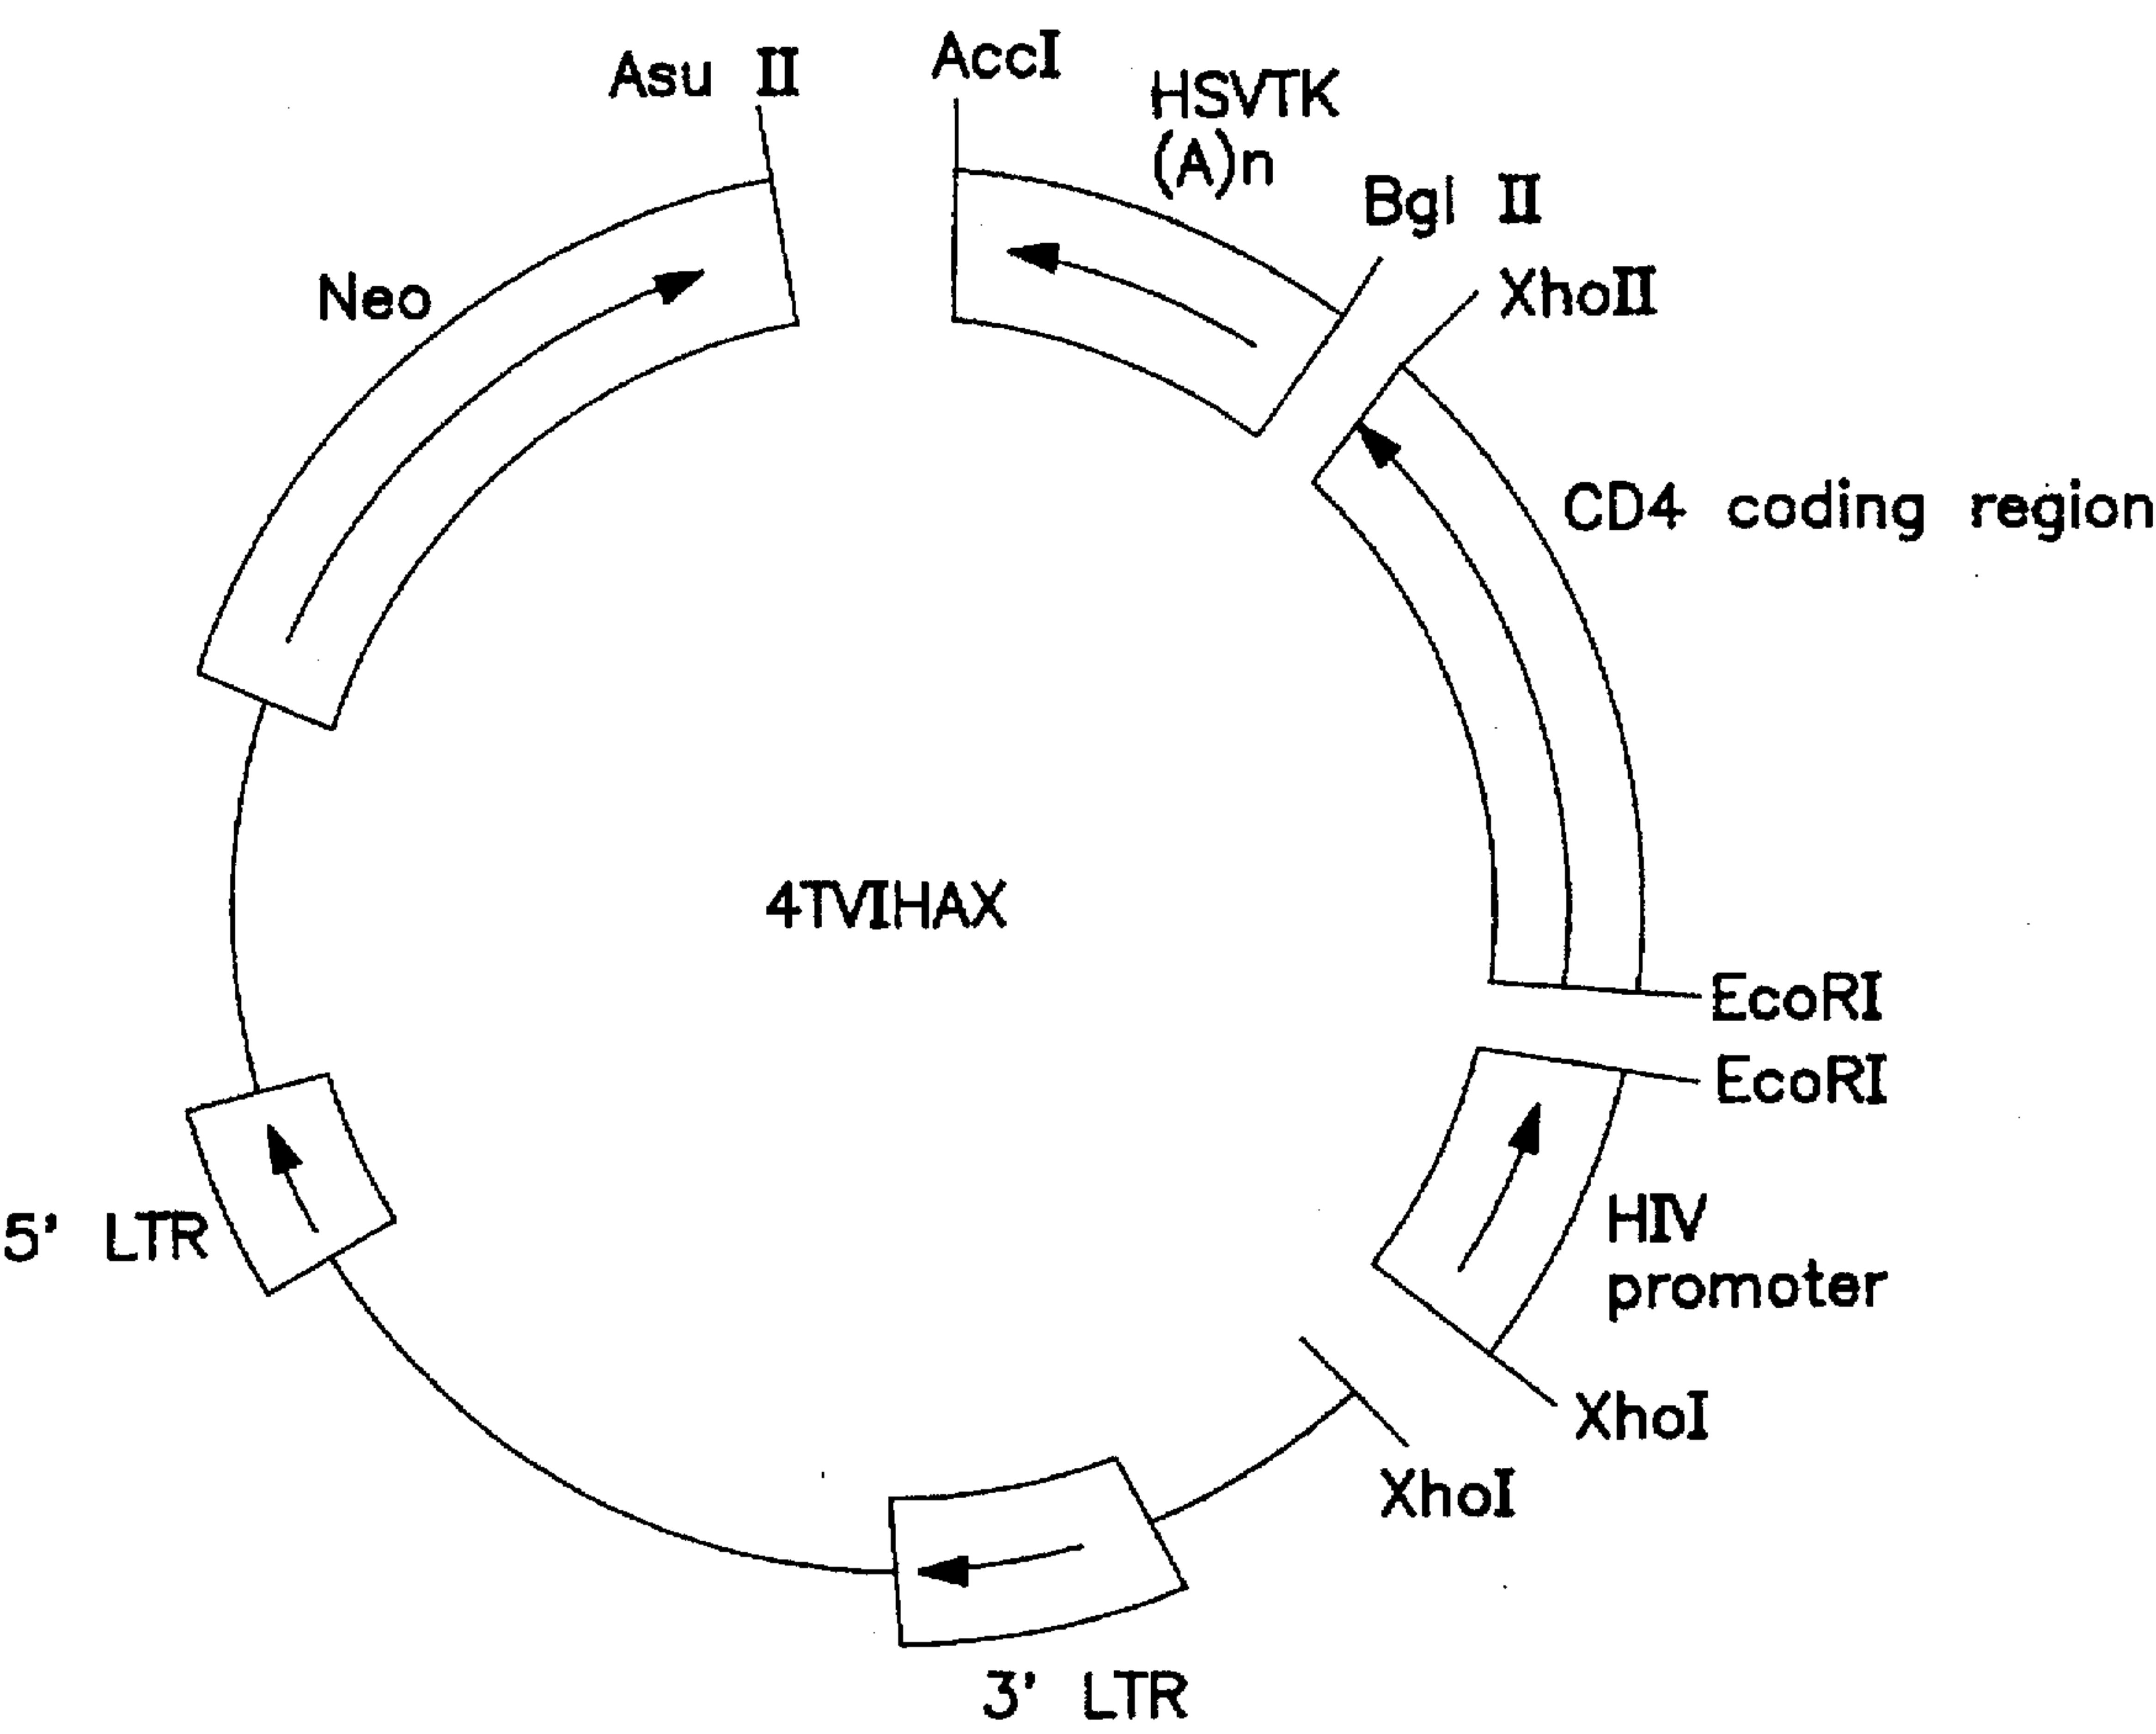 Asu II
AccI
HSVTK
(A)n
Bgl II
XhoII
Neo
CD4 coding region
4TVIHAX
EcoRI
EcoRI
5' LTR
HIV
promoter
XhoI
XhoI
3' LTR